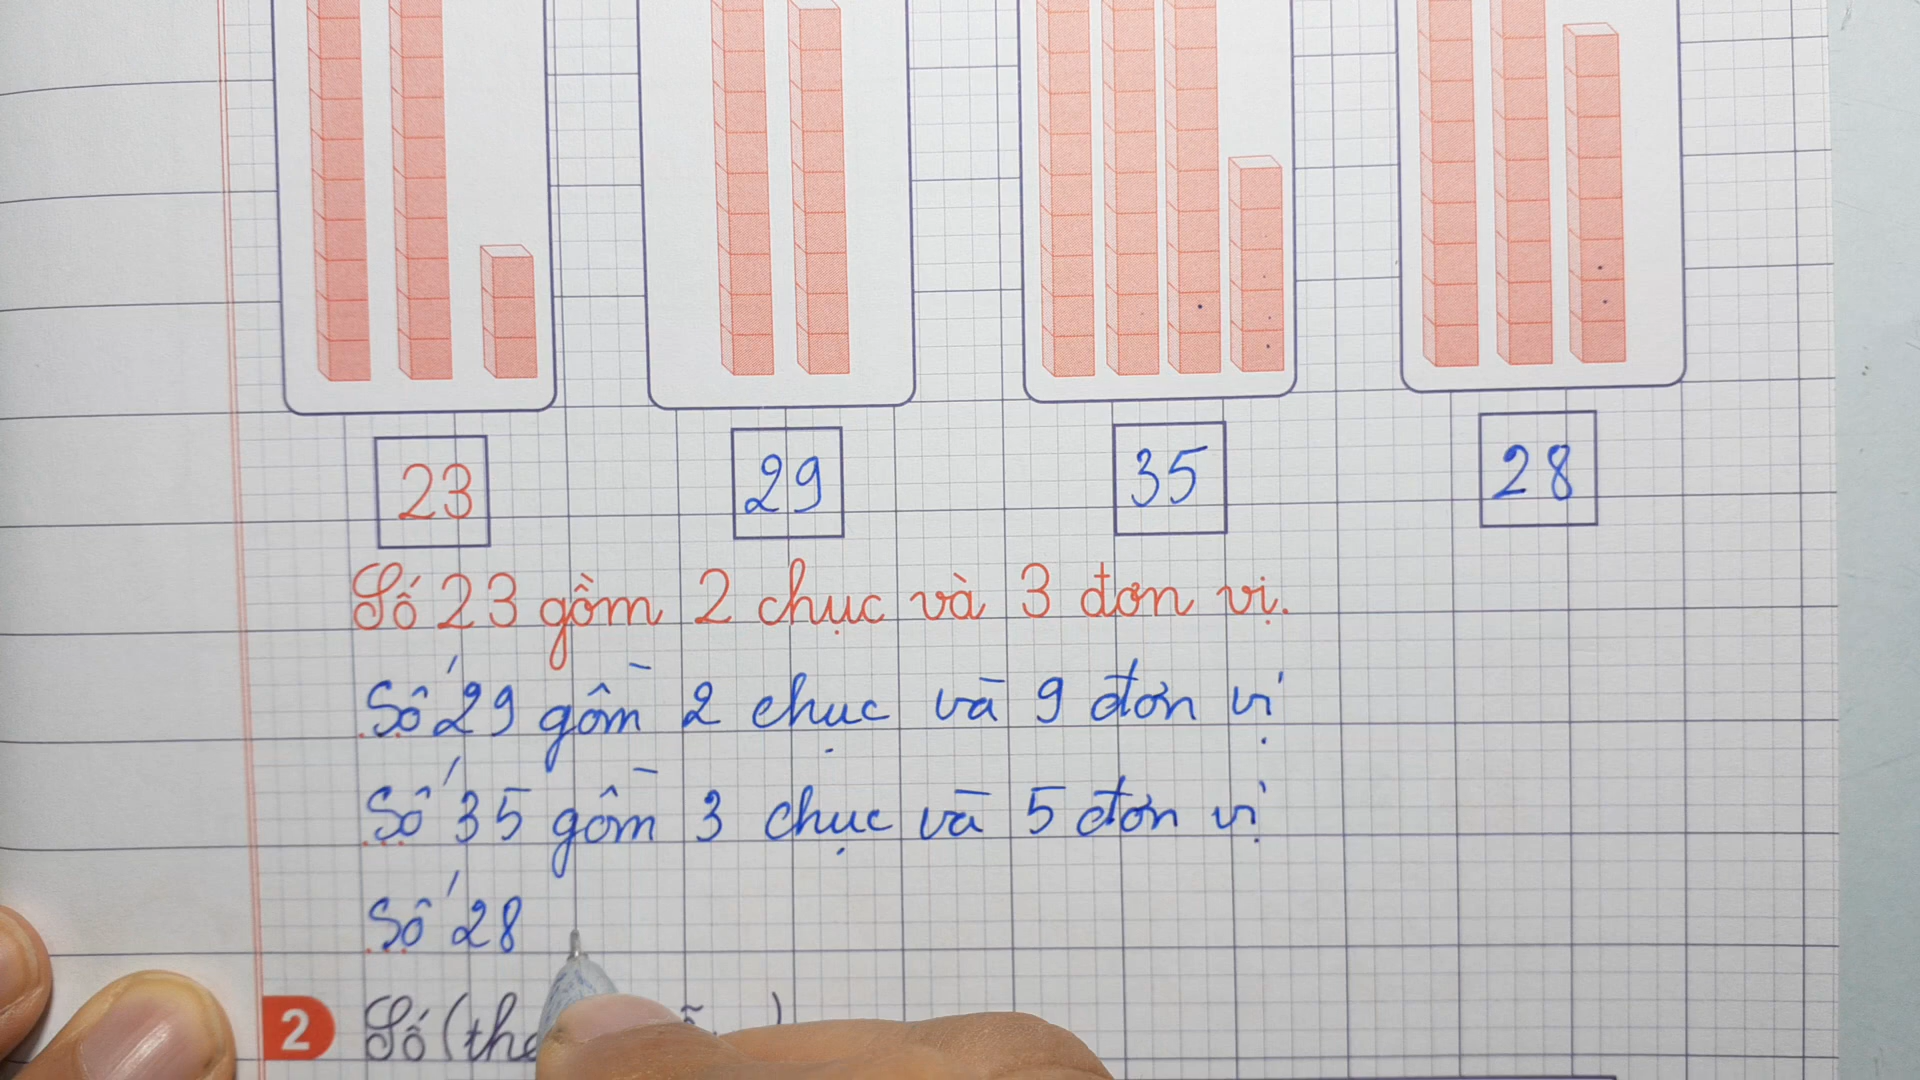 23 29 35 28
Số 23 gồm 2 chục và 3 đơn vị.
Số 29 gồm 2 chục và 9 đơn vị
Số 35 gồm 3 chục và 5 đơn vị
Số 28
2 Số (the